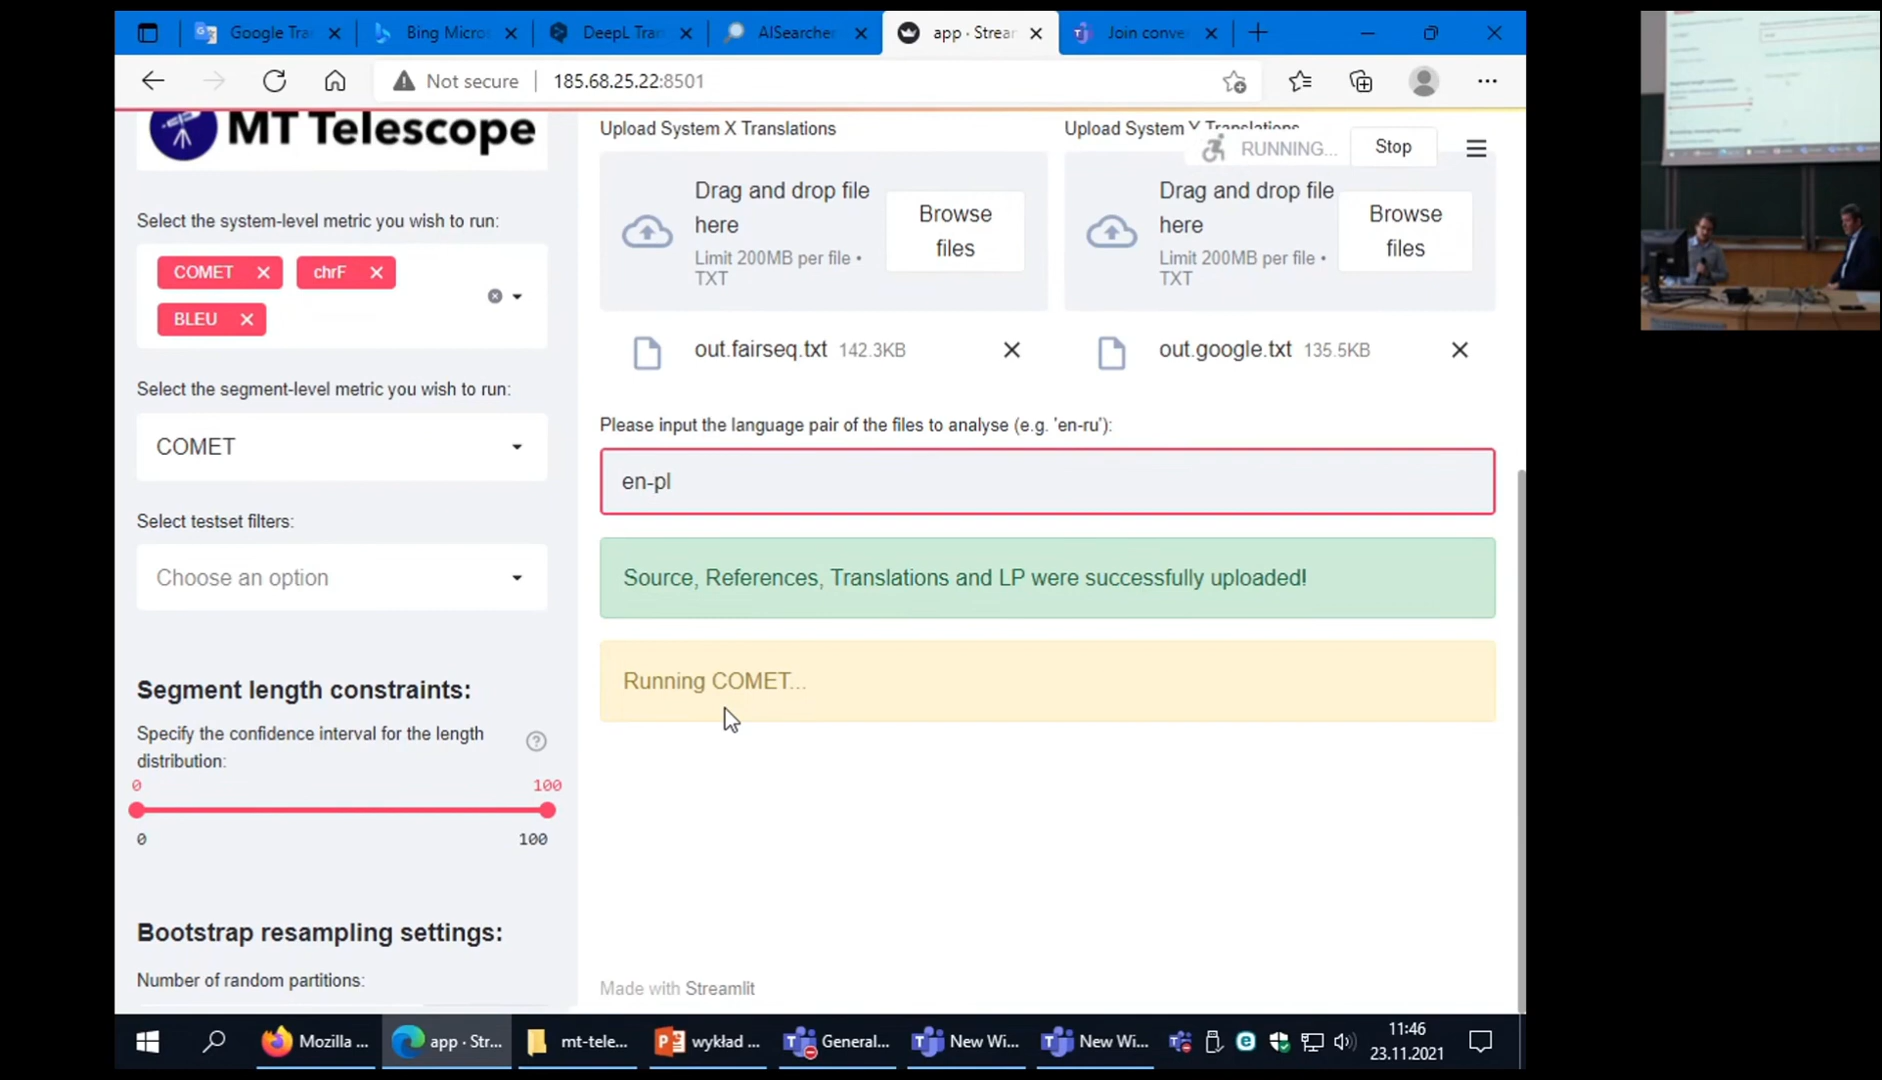 Google Tra
Bing Micro
DeepL Tran
AISearcher
app · Strea
Join conve
Not secure
185.68.25.22:8501
MT Telescope
Select the system-level metric you wish to run:
COMET
chrF
BLEU
Select the segment-level metric you wish to run:
COMET
Select testset filters:
Choose an option
Segment length constraints:
Specify the confidence interval for the length
distribution:
0
100
0
100
Bootstrap resampling settings:
Number of random partitions:
Upload System X Translations
Upload System Y Translations
RUNNING...
Stop
Drag and drop file
here
Limit 200MB per file •
TXT
Browse
files
Drag and drop file
here
Limit 200MB per file •
TXT
Browse
files
out.fairseq.txt 142.3KB
out.google.txt 135.5KB
Please input the language pair of the files to analyse (e.g. 'en-ru'):
en-pl
Source, References, Translations and LP were successfully uploaded!
Running COMET...
Made with Streamlit
Mozilla ...
app · Str...
mt-tele...
wykład ...
General...
New Wi...
New Wi...
11:46
23.11.2021